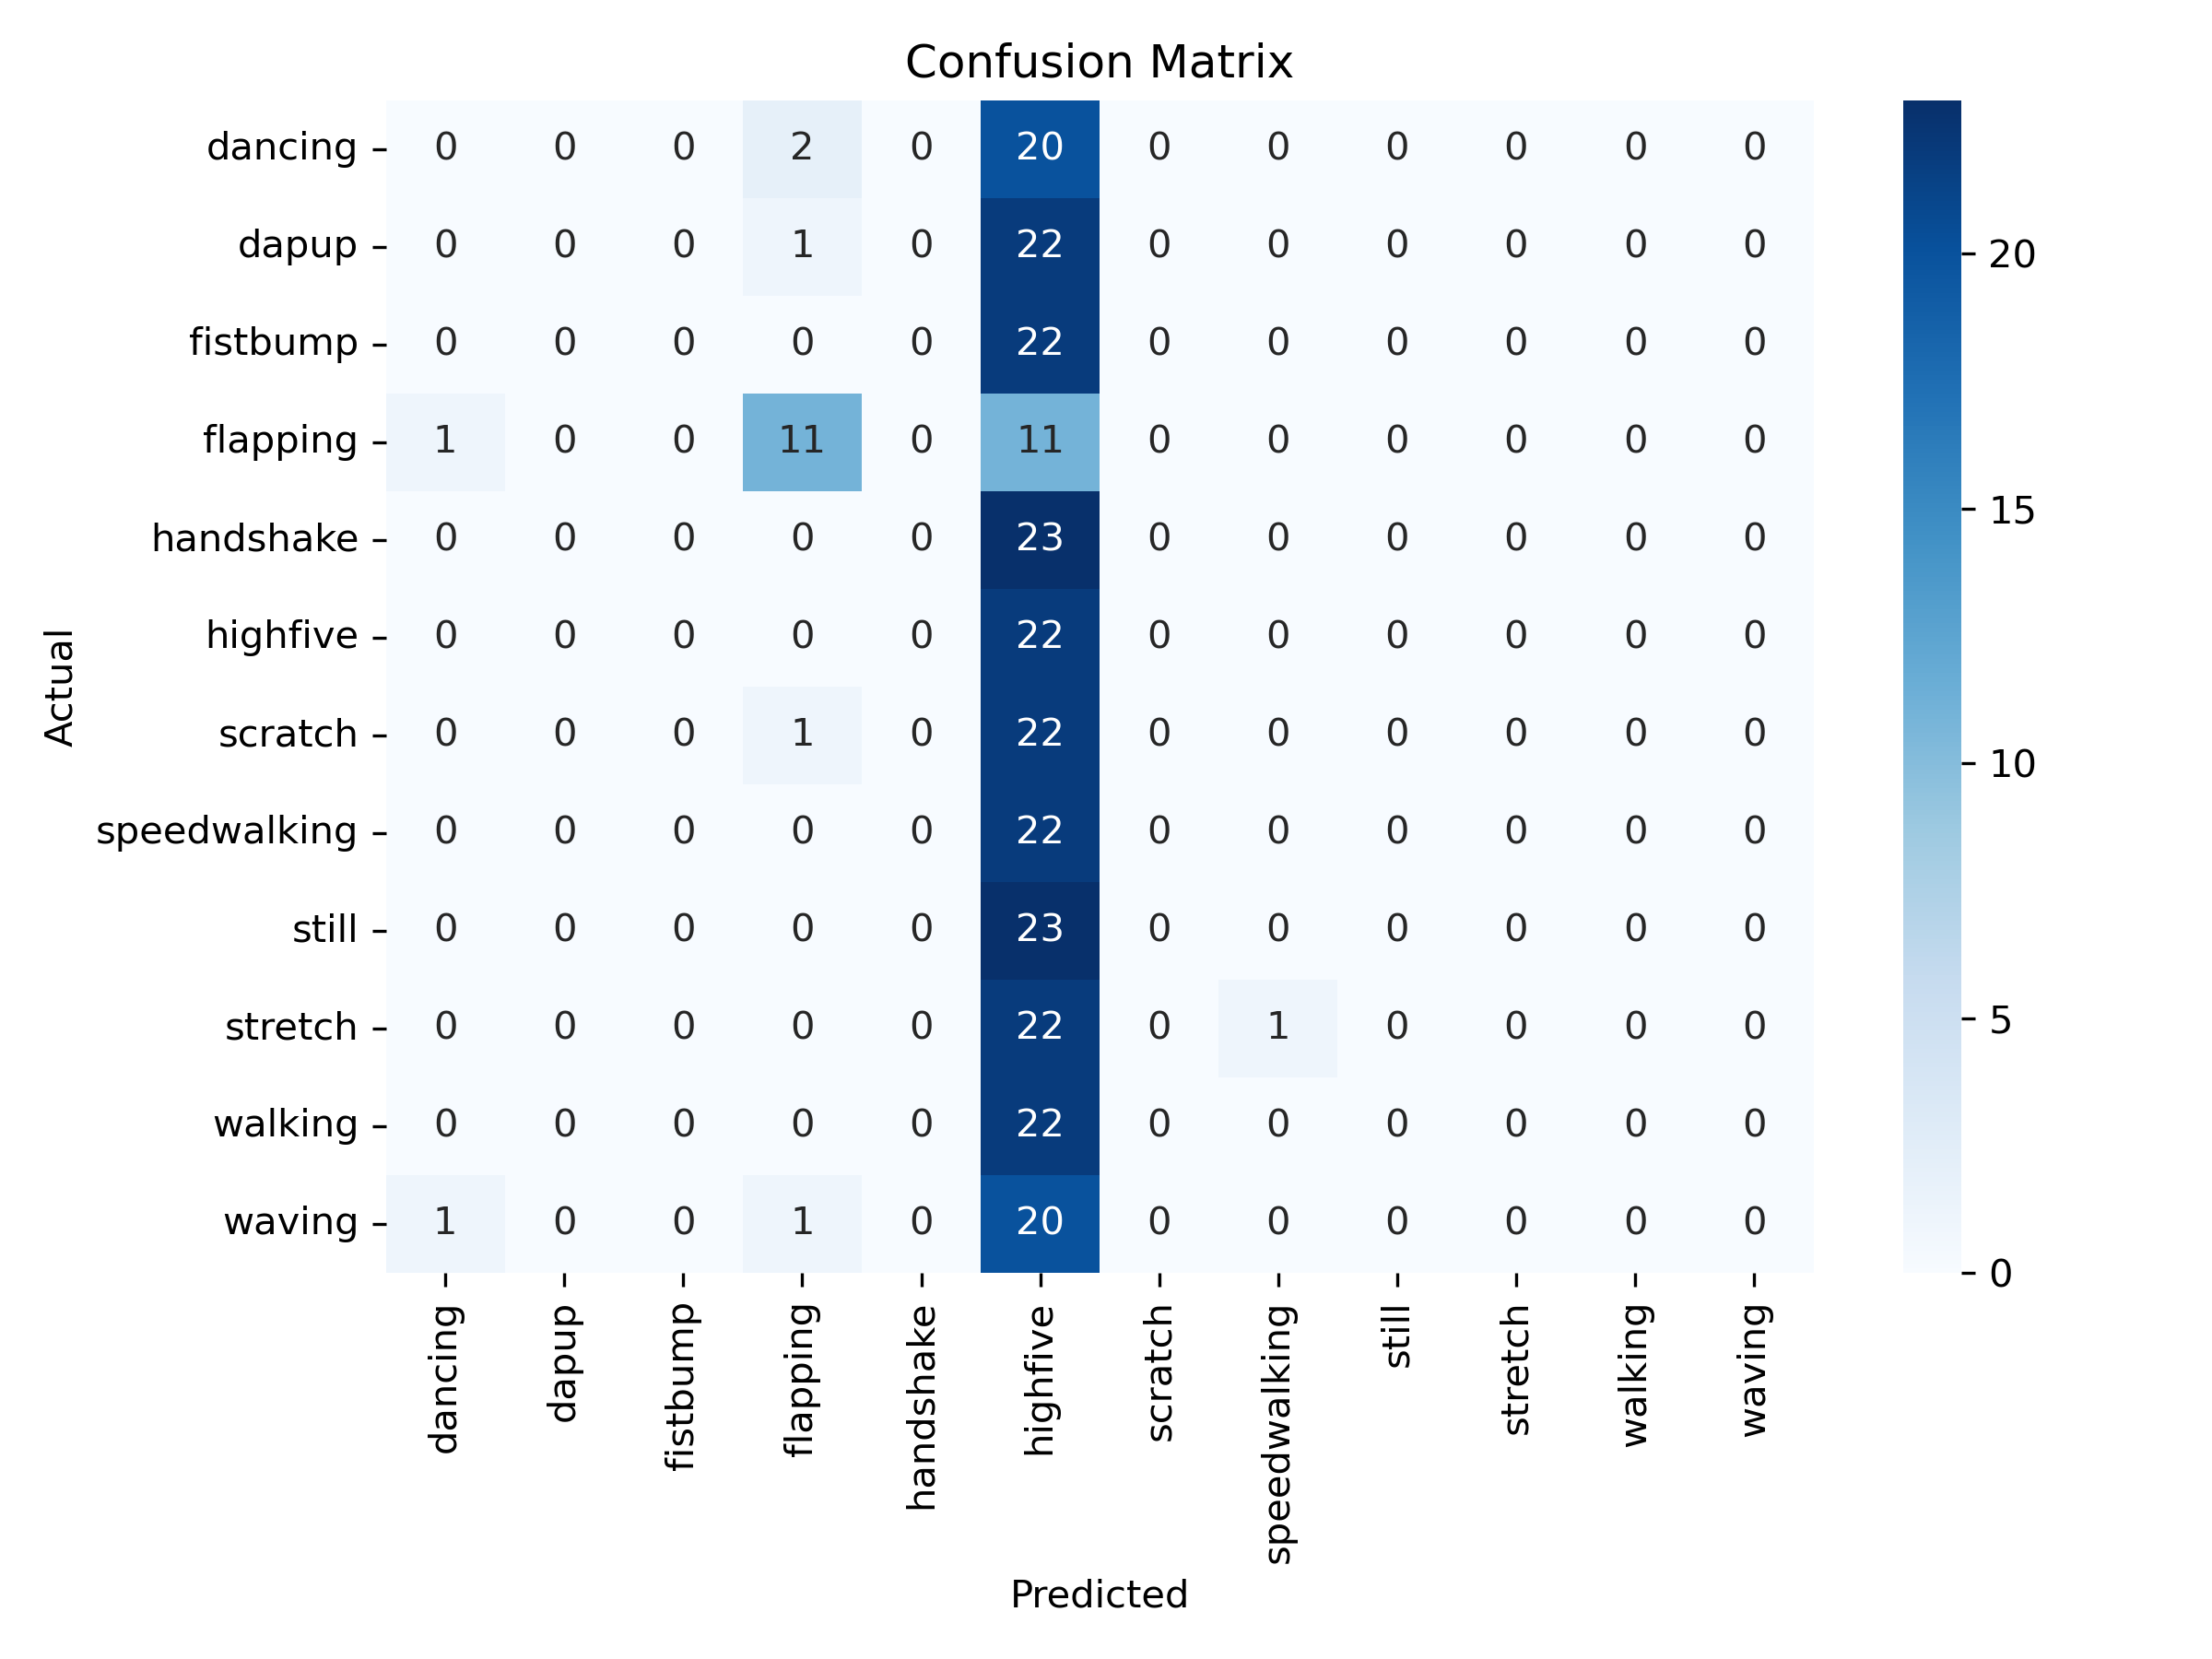 Confusion Matrix
dancing 0 0 0 2 0 20 0 0 0 0 0 0
dapup 0 0 0 1 0 22 0 0 0 0 0 0
20
fistbump 0 0 0 0 0 22 0 0 0 0 0 0
flapping 1 0 0 11 0 11 0 0 0 0 0 0
15
handshake 0 0 0 0 0 23 0 0 0 0 0 0
highfive 0 0 0 0 0 22 0 0 0 0 0 0
Actual
scratch 0 0 0 1 0 22 0 0 0 0 0 0
10
speedwalking 0 0 0 0 0 22 0 0 0 0 0 0
still 0 0 0 0 0 23 0 0 0 0 0 0
stretch 0 0 0 0 0 22 0 1 0 0 0 0
5
walking 0 0 0 0 0 22 0 0 0 0 0 0
waving 1 0 0 1 0 20 0 0 0 0 0 0
0
dancing dapup fistbump flapping handshake highfive scratch speedwalking still stretch walking waving
Predicted